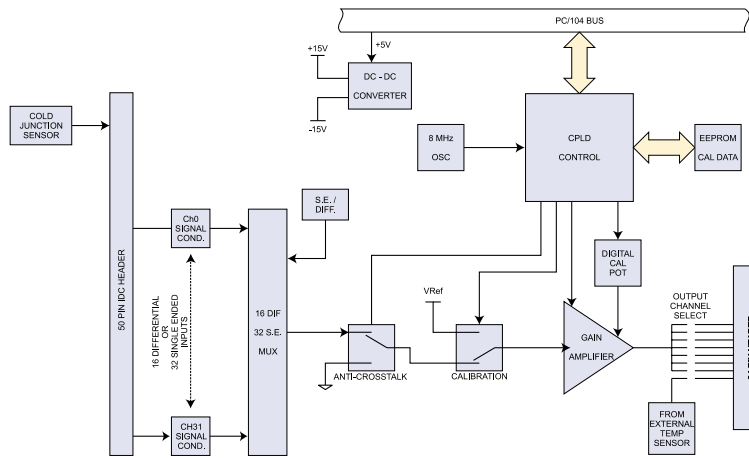 PC/104 BUS
+15V
+5V
DC - DC
CONVERTER
-15V
COLD
JUNCTION
SENSOR
8 MHz
OSC
CPLD
CONTROL
EEPROM
CAL DATA
50 PIN IDC HEADER
Ch0
SIGNAL
COND.
S.E. /
DIFF.
16 DIFFERENTIAL
OR
32 SINGLE ENDED
INPUTS
16 DIF
32 S.E.
MUX
VRef
DIGITAL
CAL
POT
OUTPUT
CHANNEL
SELECT
GAIN
AMPLIFIER
ANTI-CROSSTALK
CALIBRATION
CH31
SIGNAL
COND.
FROM
EXTERNAL
TEMP
SENSOR